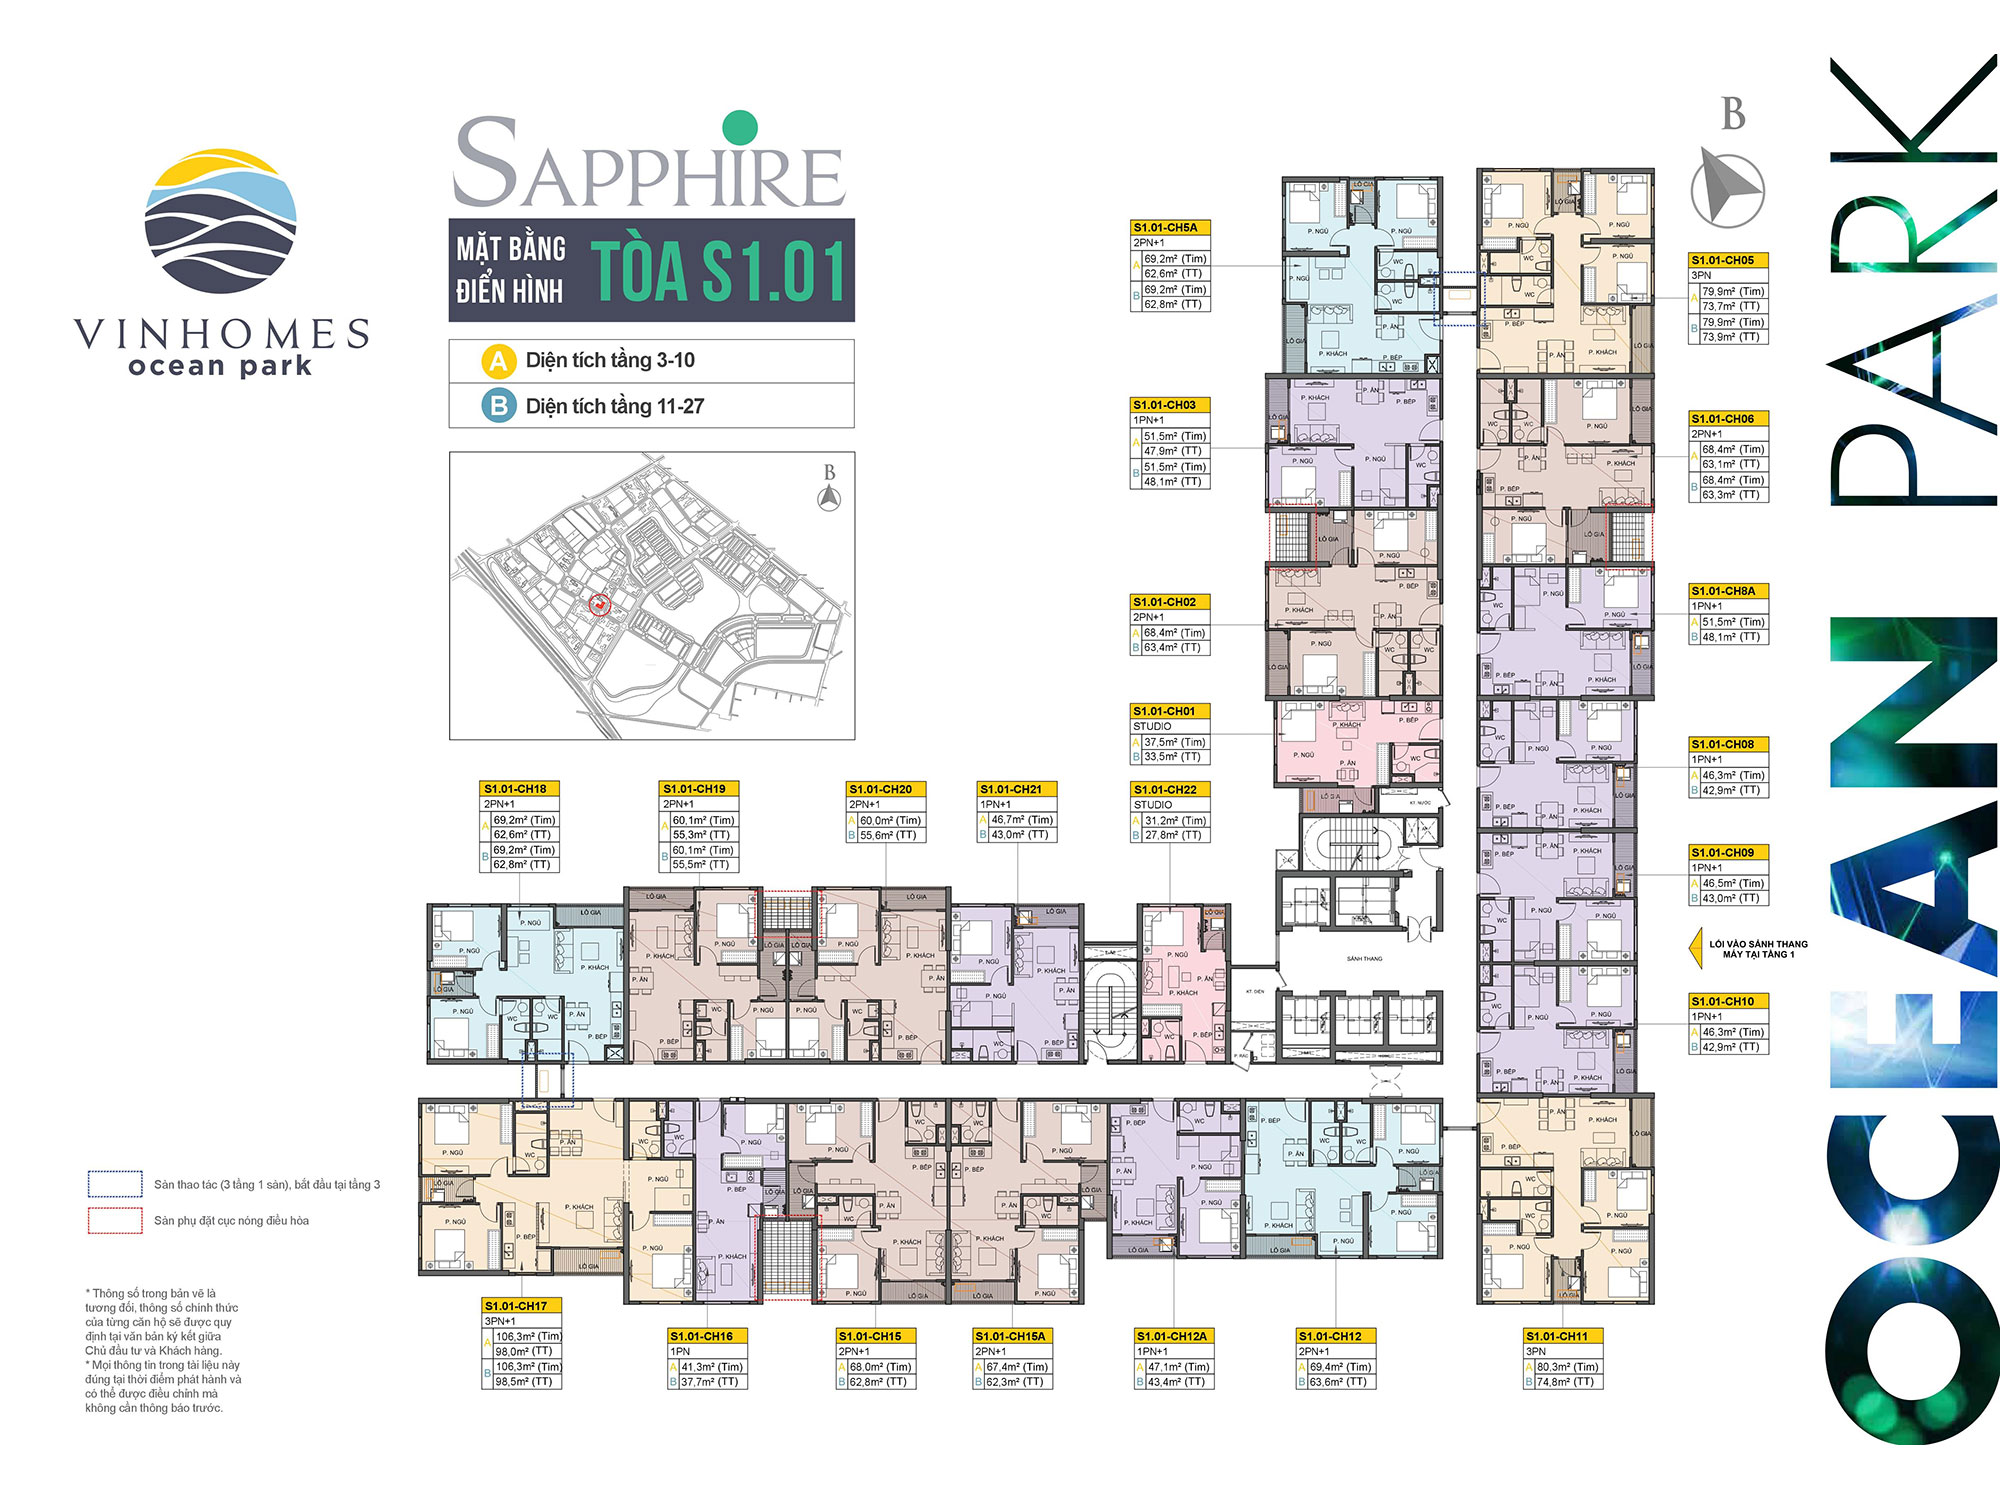 VINHOMES
ocean park
SAPPHIRE
MẶT BẰNG
ĐIỂN HÌNH
TÒA S1.01
A Diện tích tầng 3-10
B Diện tích tầng 11-27
B
B
OCEAN PARK
S1.01-CH5A
2PN+1
A 69,2m² (Tim)
62,6m² (TT)
B 69,2m² (Tim)
62,8m² (TT)
S1.01-CH03
1PN+1
A 51,5m² (Tim)
47,9m² (TT)
B 51,5m² (Tim)
48,1m² (TT)
S1.01-CH02
2PN+1
A 68,4m² (Tim)
B 63,4m² (TT)
S1.01-CH01
STUDIO
A 37,5m² (Tim)
B 33,5m² (TT)
S1.01-CH05
3PN
A 79,9m² (Tim)
73,7m² (TT)
B 79,9m² (Tim)
73,9m² (TT)
S1.01-CH06
2PN+1
A 68,4m² (Tim)
63,1m² (TT)
B 68,4m² (Tim)
63,3m² (TT)
S1.01-CH8A
1PN+1
A 51,5m² (Tim)
B 48,1m² (TT)
S1.01-CH08
1PN+1
A 46,3m² (Tim)
B 42,9m² (TT)
S1.01-CH09
1PN+1
A 46,5m² (Tim)
B 43,0m² (TT)
LỐI VÀO SẢNH THANG
MÁY TẠI TẦNG 1
S1.01-CH10
1PN+1
A 46,3m² (Tim)
B 42,9m² (TT)
S1.01-CH18
2PN+1
A 69,2m² (Tim)
62,6m² (TT)
B 69,2m² (Tim)
62,8m² (TT)
S1.01-CH19
2PN+1
A 60,1m² (Tim)
55,3m² (TT)
B 60,1m² (Tim)
55,5m² (TT)
S1.01-CH20
2PN+1
A 60,0m² (Tim)
B 55,6m² (TT)
S1.01-CH21
1PN+1
A 46,7m² (Tim)
B 43,0m² (TT)
S1.01-CH22
STUDIO
A 31,2m² (Tim)
B 27,8m² (TT)
SẢNH THANG
KT. NƯỚC
KT. ĐIỆN
P. RÁC
P. NGỦ
P. KHÁCH
P. BẾP
P. ĂN
WC
LÔ GIA
S1.01-CH17
3PN+1
A 106,3m² (Tim)
98,0m² (TT)
B 106,3m² (Tim)
98,5m² (TT)
S1.01-CH16
1PN
A 41,3m² (Tim)
B 37,7m² (TT)
S1.01-CH15
2PN+1
A 68.0m² (Tim)
B 62,8m² (TT)
S1.01-CH15A
2PN+1
A 67.4m² (Tim)
B 62,3m² (TT)
S1.01-CH12A
1PN+1
A 47,1m² (Tim)
B 43,4m² (TT)
S1.01-CH12
2PN+1
A 69,4m² (Tim)
B 63,6m² (TT)
S1.01-CH11
3PN
A 80,3m² (Tim)
B 74,8m² (TT)
Sàn thao tác (3 tầng 1 sàn), bắt đầu tại tầng 3
Sàn phụ đặt cục nóng điều hòa
* Thông số trong bản vẽ là
tương đối, thông số chính thức
của từng căn hộ sẽ được quy
định tại văn bản ký kết giữa
Chủ đầu tư và Khách hàng.
* Mọi thông tin trong tài liệu này
đúng tại thời điểm phát hành và
có thể được điều chỉnh mà
không cần thông báo trước.